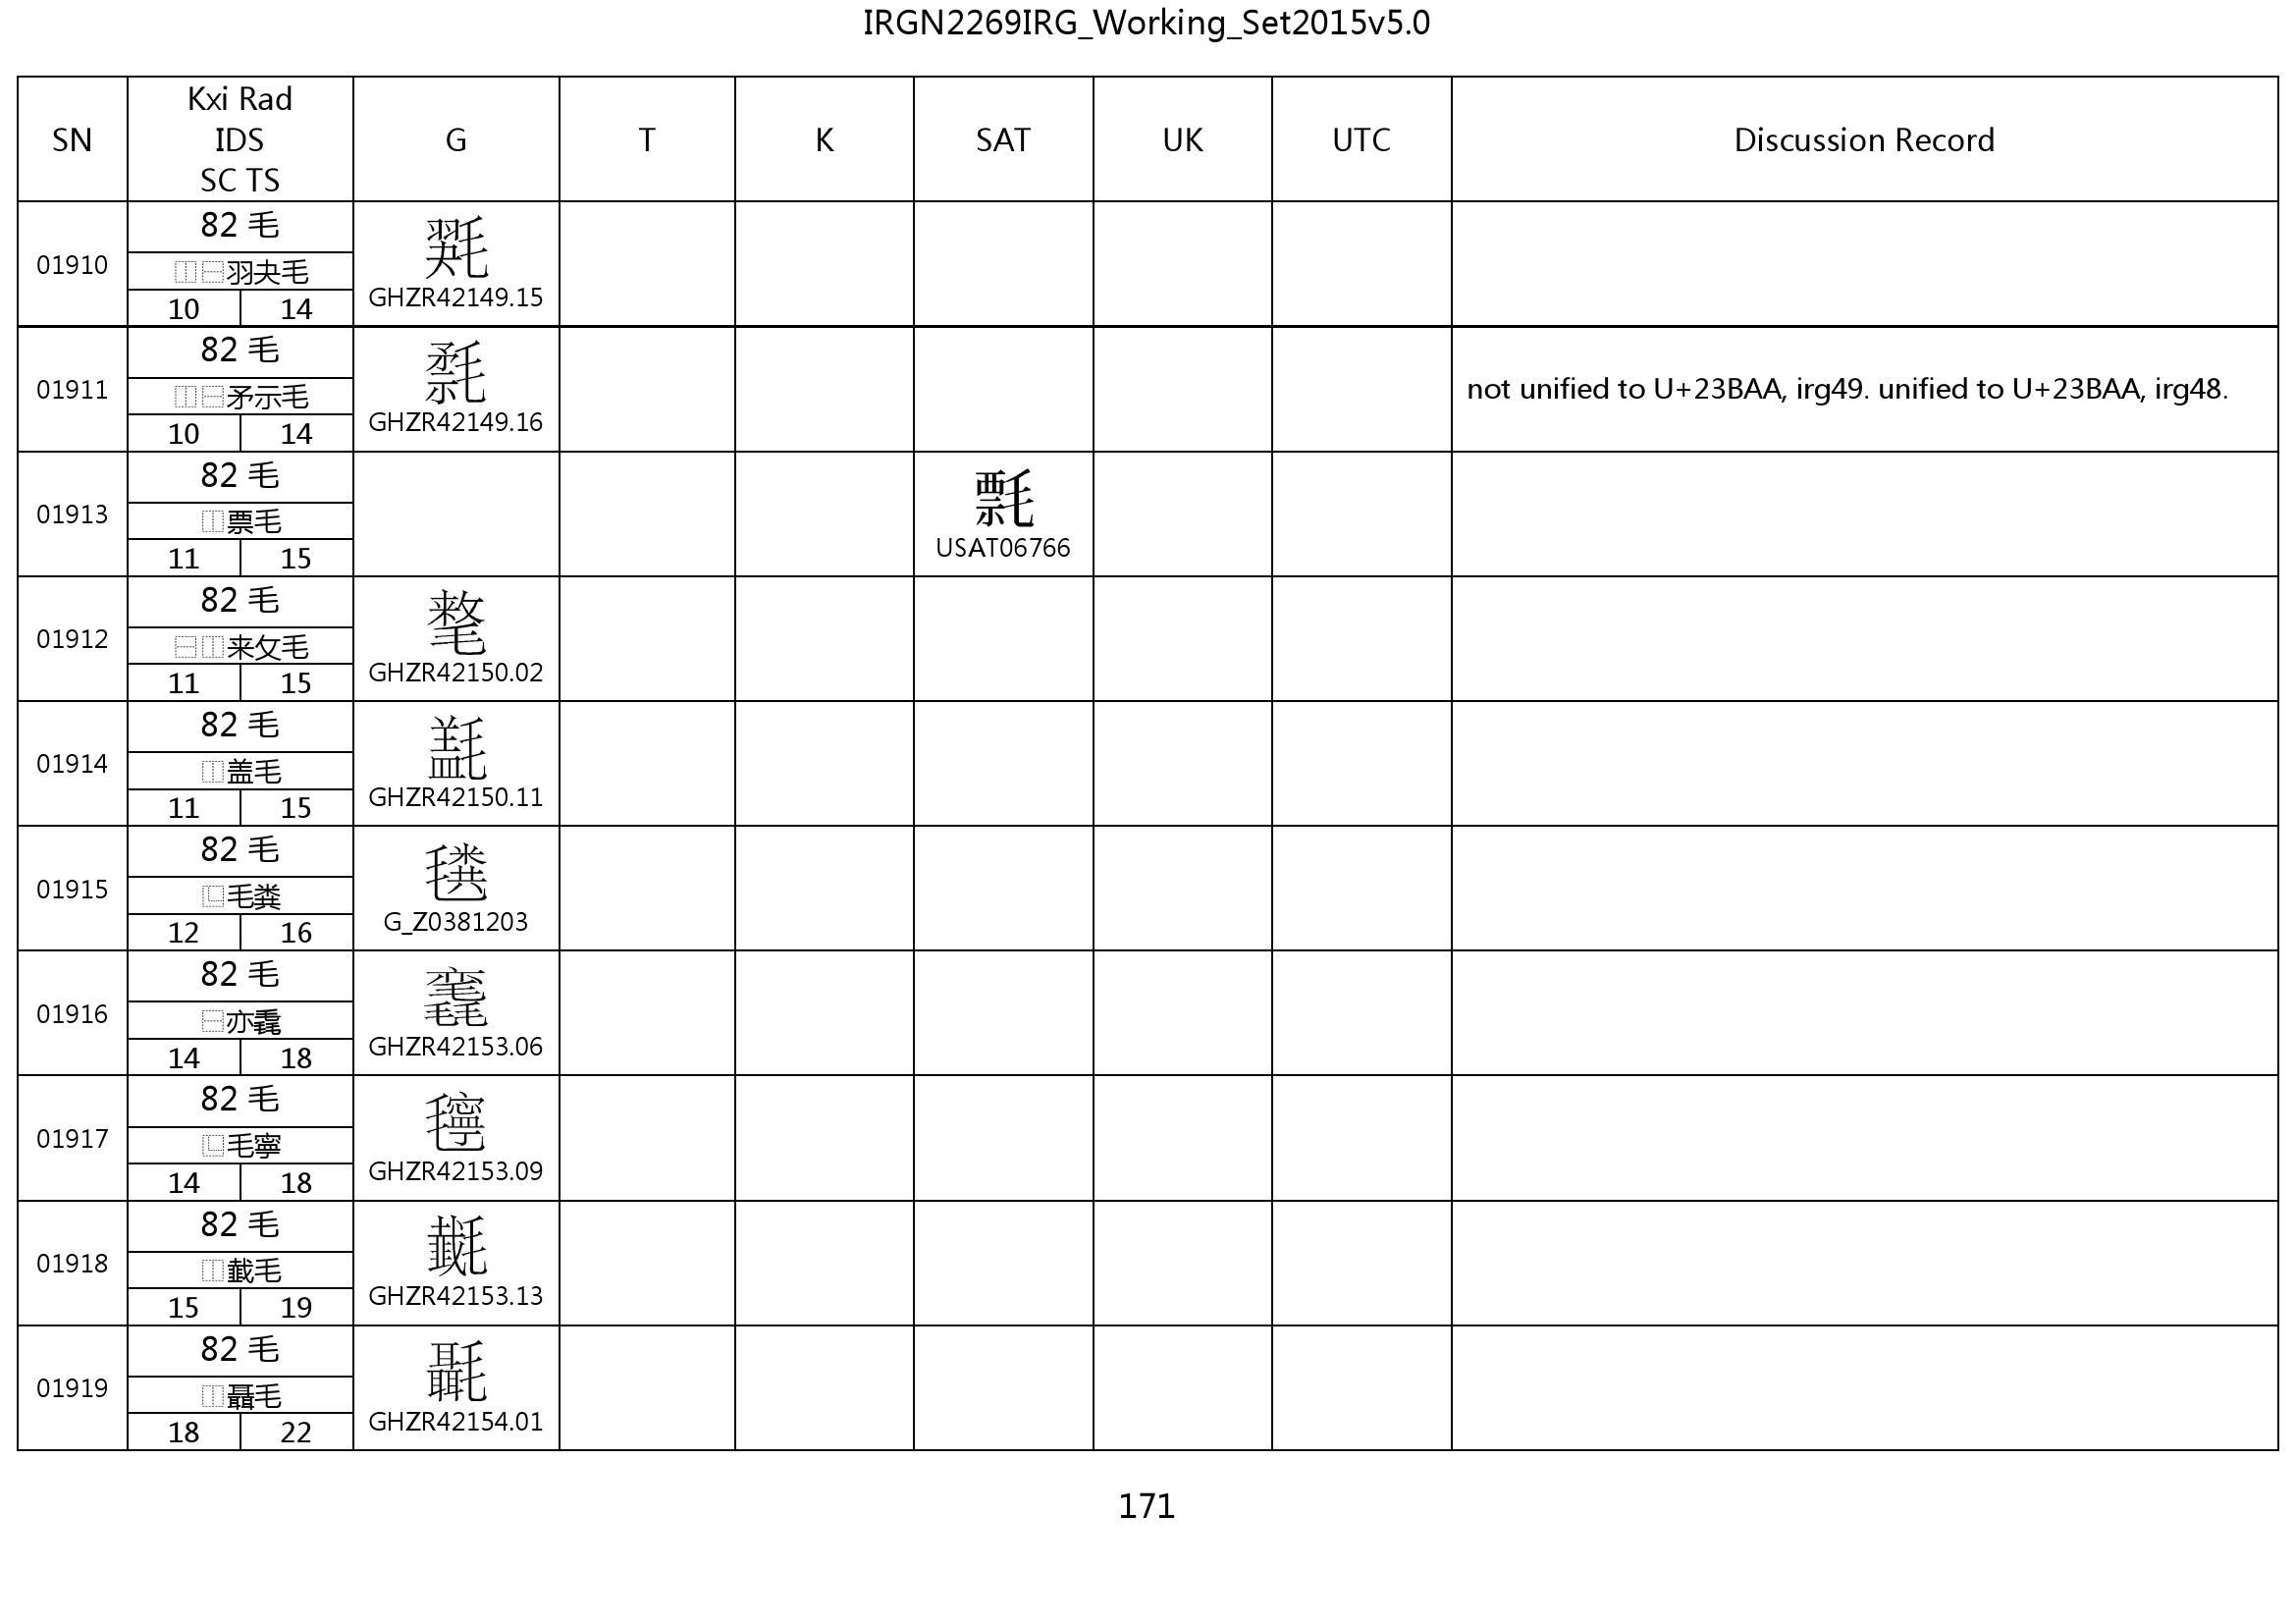 IRGN2269IRG_Working_Set2015v5.0
SN
Kxi Rad
IDS
SC TS
G
T
K
SAT
UK
UTC
Discussion Record
01910
82 毛
⿰⿱羽夬毛
10 14
GHZR42149.15
01911
82 毛
⿰⿱矛示毛
10 14
GHZR42149.16
not unified to U+23BAA, irg49. unified to U+23BAA, irg48.
01913
82 毛
⿰票毛
11 15
USAT06766
01912
82 毛
⿱⿰来攵毛
11 15
GHZR42150.02
01914
82 毛
⿰盖毛
11 15
GHZR42150.11
01915
82 毛
⿺毛粪
12 16
G_Z0381203
01916
82 毛
⿱亦毳
14 18
GHZR42153.06
01917
82 毛
⿺毛寧
14 18
GHZR42153.09
01918
82 毛
15 19
GHZR42153.13
01919
82 毛
⿰聶毛
18 22
GHZR42154.01
171